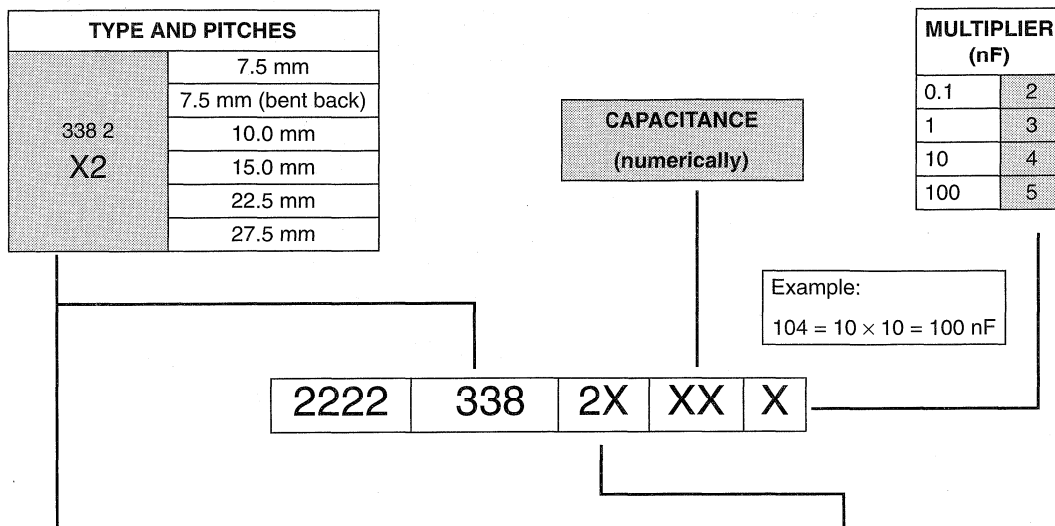 TYPE AND PITCHES
338 2
X2
7.5 mm
7.5 mm (bent back)
10.0 mm
15.0 mm
22.5 mm
27.5 mm
CAPACITANCE
(numerically)
MULTIPLIER
(nF)
0.1 2
1 3
10 4
100 5
Example:
104 = 10 × 10 = 100 nF
2222 338 2X XX X